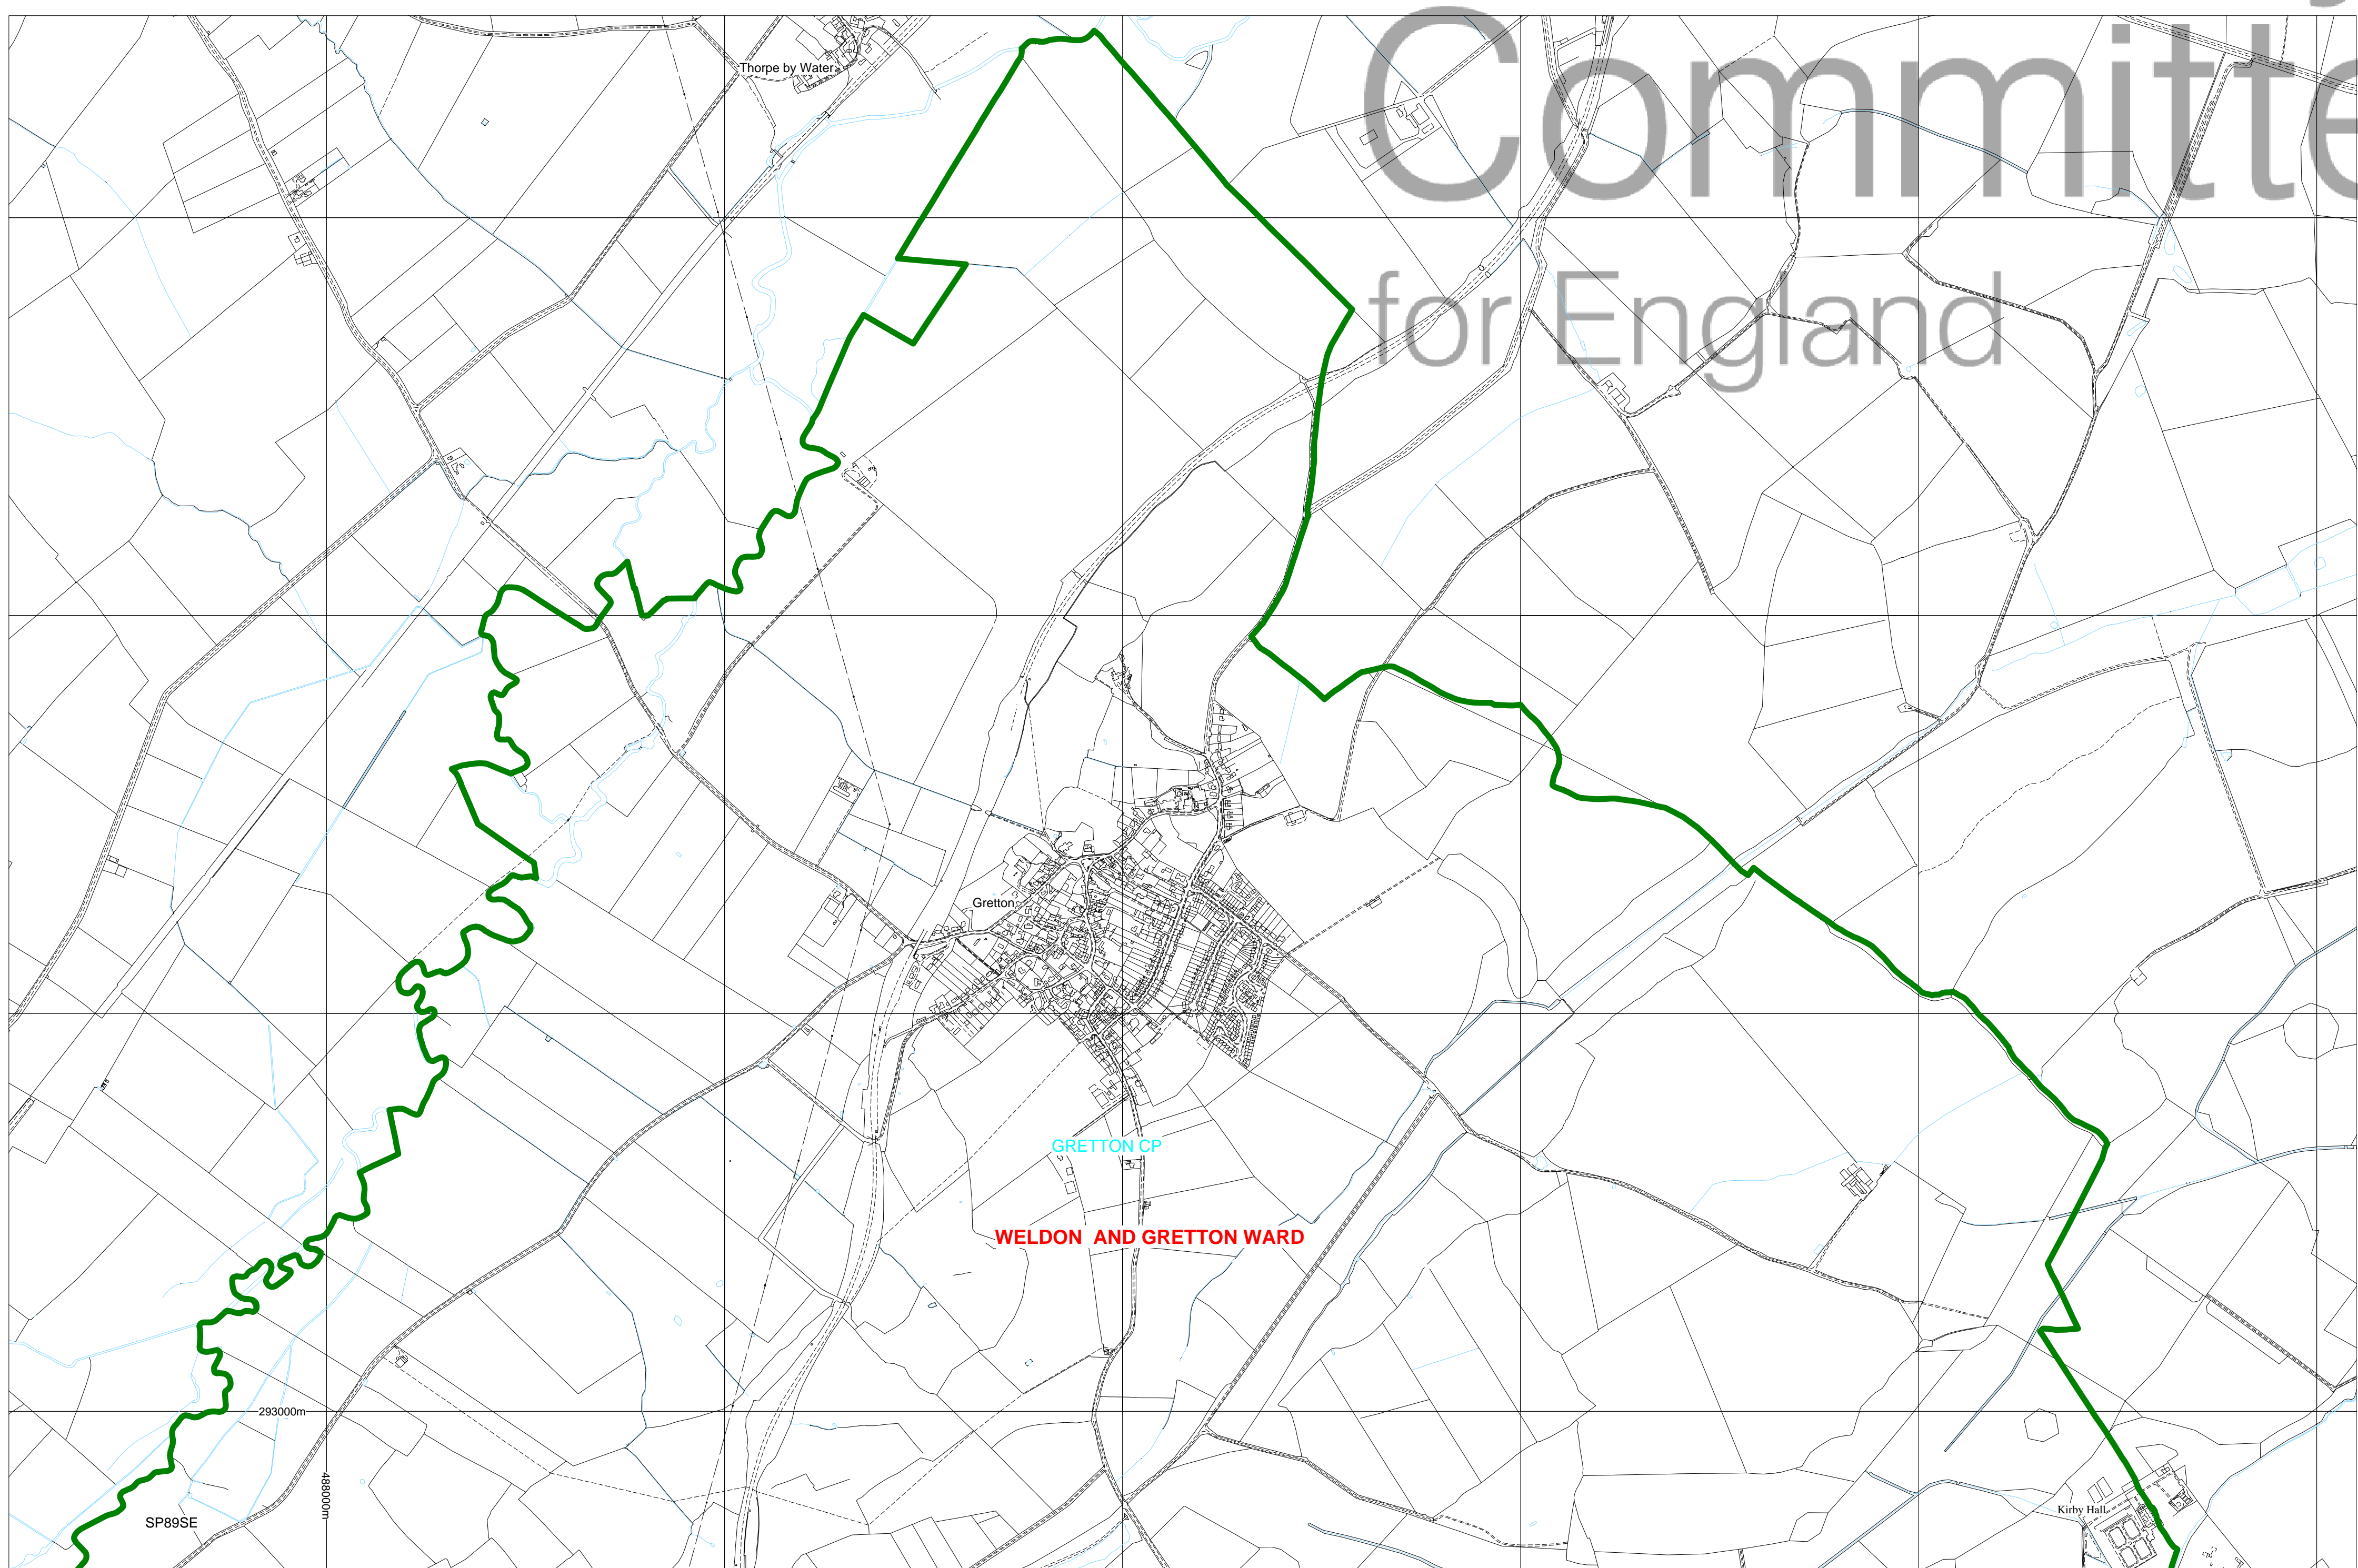 Committe
for England
Thorpe by Water
Gretton
GRETTON CP
WELDON AND GRETTON WARD
293000m
488000m
SP89SE
Kirby Hall